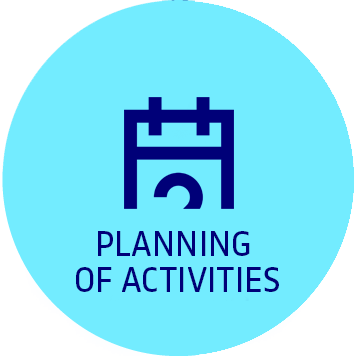 PLANNING
OF ACTIVITIES